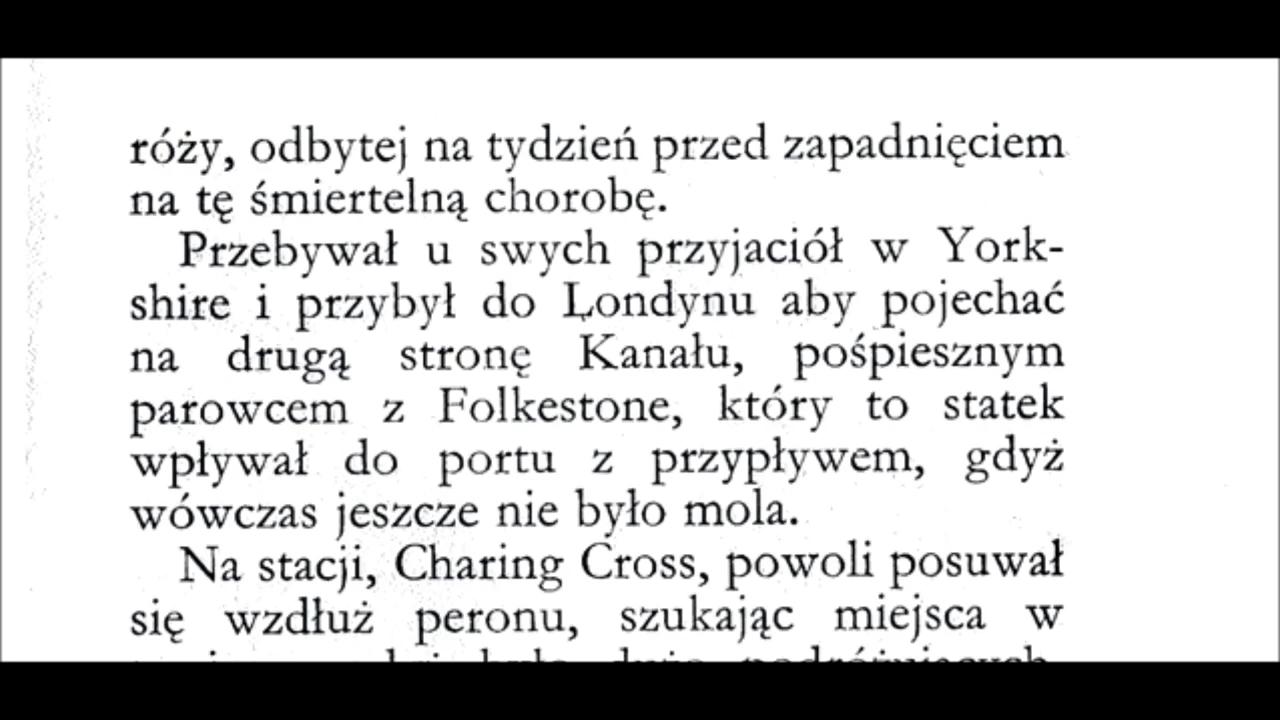 róży, odbytej na tydzień przed zapadnięciem
na tę śmiertelną chorobę.
Przebywał u swych przyjaciół w York-
shire i przybył do Londynu aby pojechać
na drugą stronę Kanału, pośpiesznym
parowcem z Folkestone, który to statek
wpływał do portu z przypływem, gdyż
wówczas jeszcze nie było mola.
Na stacji, Charing Cross, powoli posuwał
się wzdłuż peronu, szukając miejsca w